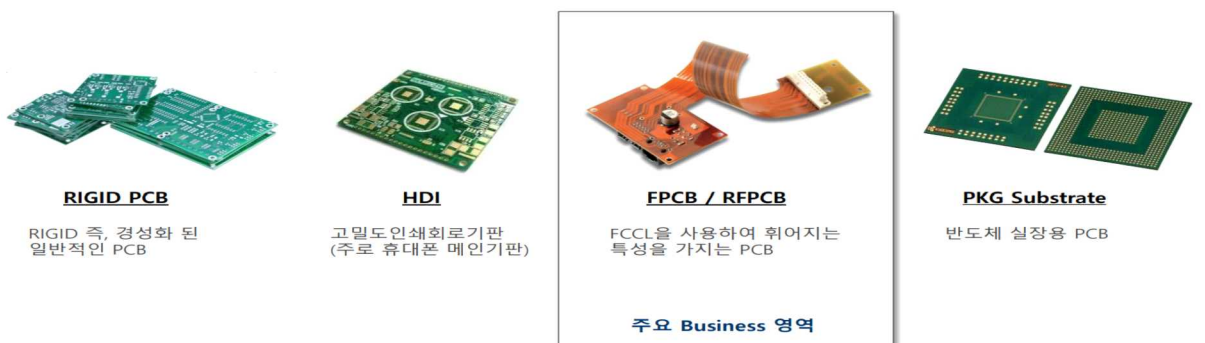 RIGID PCB
RIGID 즉, 경성화 된
일반적인 PCB
HDI
고밀도인쇄회로기판
(주로 휴대폰 메인기판)
FPCB / RFPCB
FCCL을 사용하여 휘어지는
특성을 가지는 PCB
주요 Business 영역
PKG Substrate
반도체 실장용 PCB